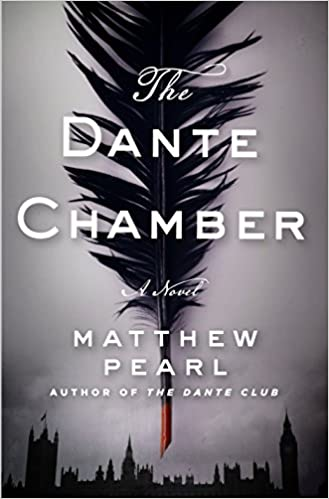 The
DANTE
CHAMBER
A Novel
MATTHEW
PEARL
AUTHOR OF THE DANTE CLUB